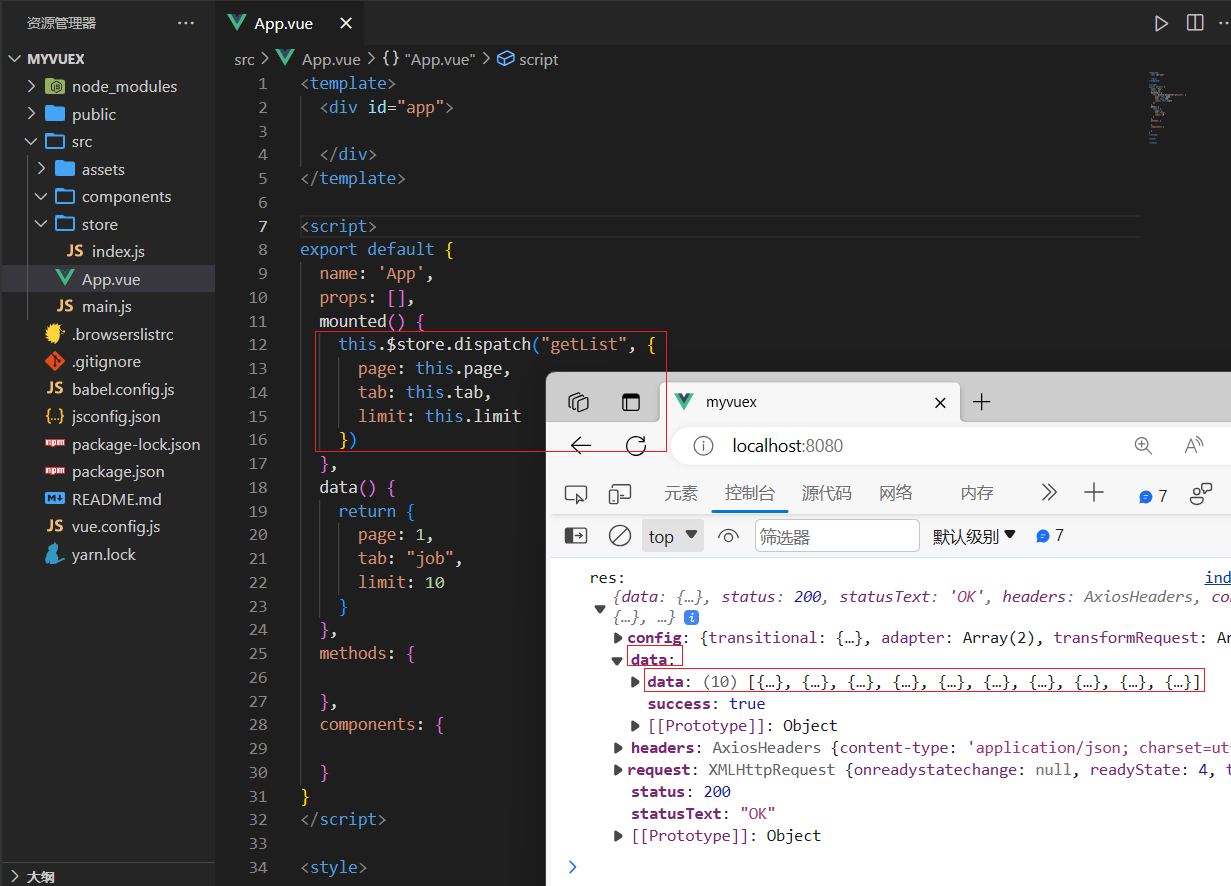 资源管理器
MYVUEX
node_modules
public
src
assets
components
store
JS index.js
App.vue
JS main.js
.browserslistrc
.gitignore
JS babel.config.js
{..} jsconfig.json
package-lock.json
package.json
README.md
JS vue.config.js
yarn.lock
大纲
App.vue
src > App.vue > {} "App.vue" > script
1 <template>
2 <div id="app">
3
4 </div>
5 </template>
6
7 <script>
8 export default {
9 name: 'App',
10 props: [],
11 mounted() {
12 this.$store.dispatch("getList", {
13 page: this.page,
14 tab: this.tab,
15 limit: this.limit
16 })
17 },
18 data() {
19 return {
20 page: 1,
21 tab: "job",
22 limit: 10
23 }
24 },
25 methods: {
26
27 },
28 components: {
29
30 }
31 }
32 </script>
33
34 <style>
myvuex
localhost:8080
元素 控制台 源代码 网络 内存 7
top 筛选器 默认级别 7
res: ind
{data: {…}, status: 200, statusText: 'OK', headers: AxiosHeaders, co
{…}, …}
config: {transitional: {…}, adapter: Array(2), transformRequest: Ar
data:
data: (10) [{…}, {…}, {…}, {…}, {…}, {…}, {…}, {…}, {…}, {…}]
success: true
[[Prototype]]: Object
headers: AxiosHeaders {content-type: 'application/json; charset=ut
request: XMLHttpRequest {onreadystatechange: null, readyState: 4, t
status: 200
statusText: "OK"
[[Prototype]]: Object